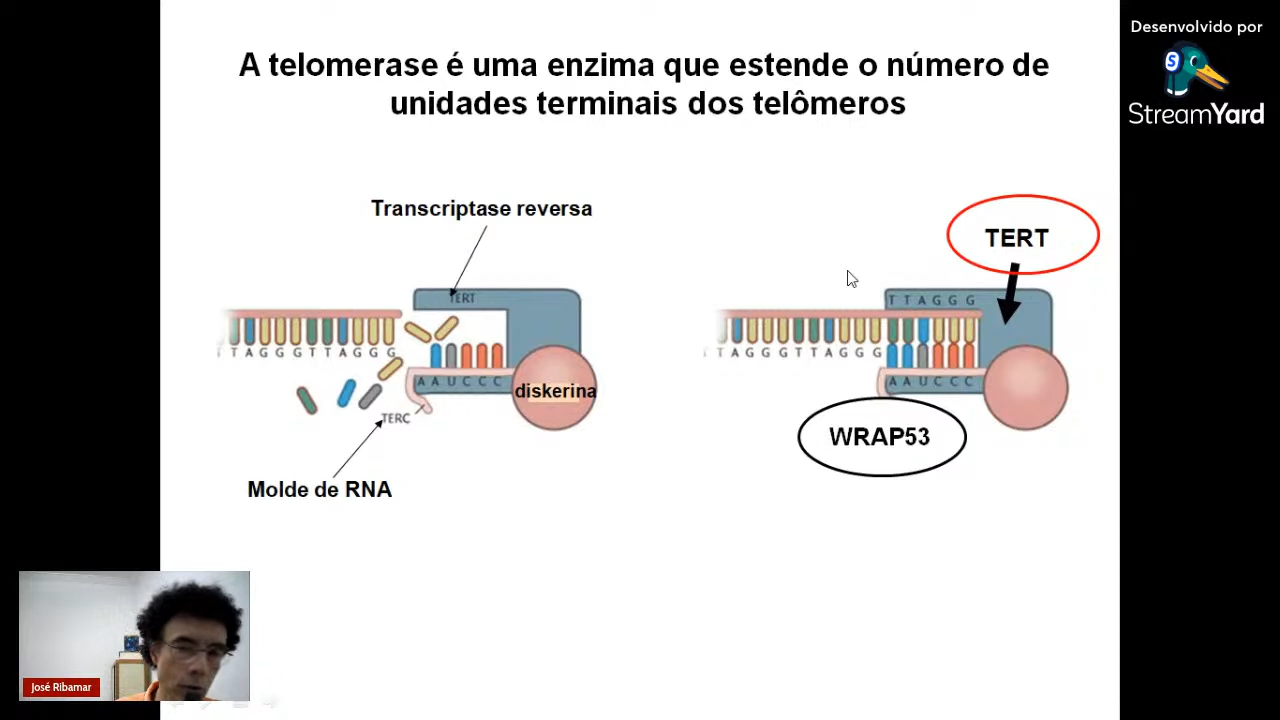 Desenvolvido por
StreamYard
A telomerase é uma enzima que estende o número de
unidades terminais dos telômeros
Transcriptase reversa
TERT
TERT
TTAGGG
TTAGGGTTAGGG
TTAGGGTTAGGG
AAUCCC
diskerina
AAUCCC
TERC
WRAP53
Molde de RNA
José Ribamar